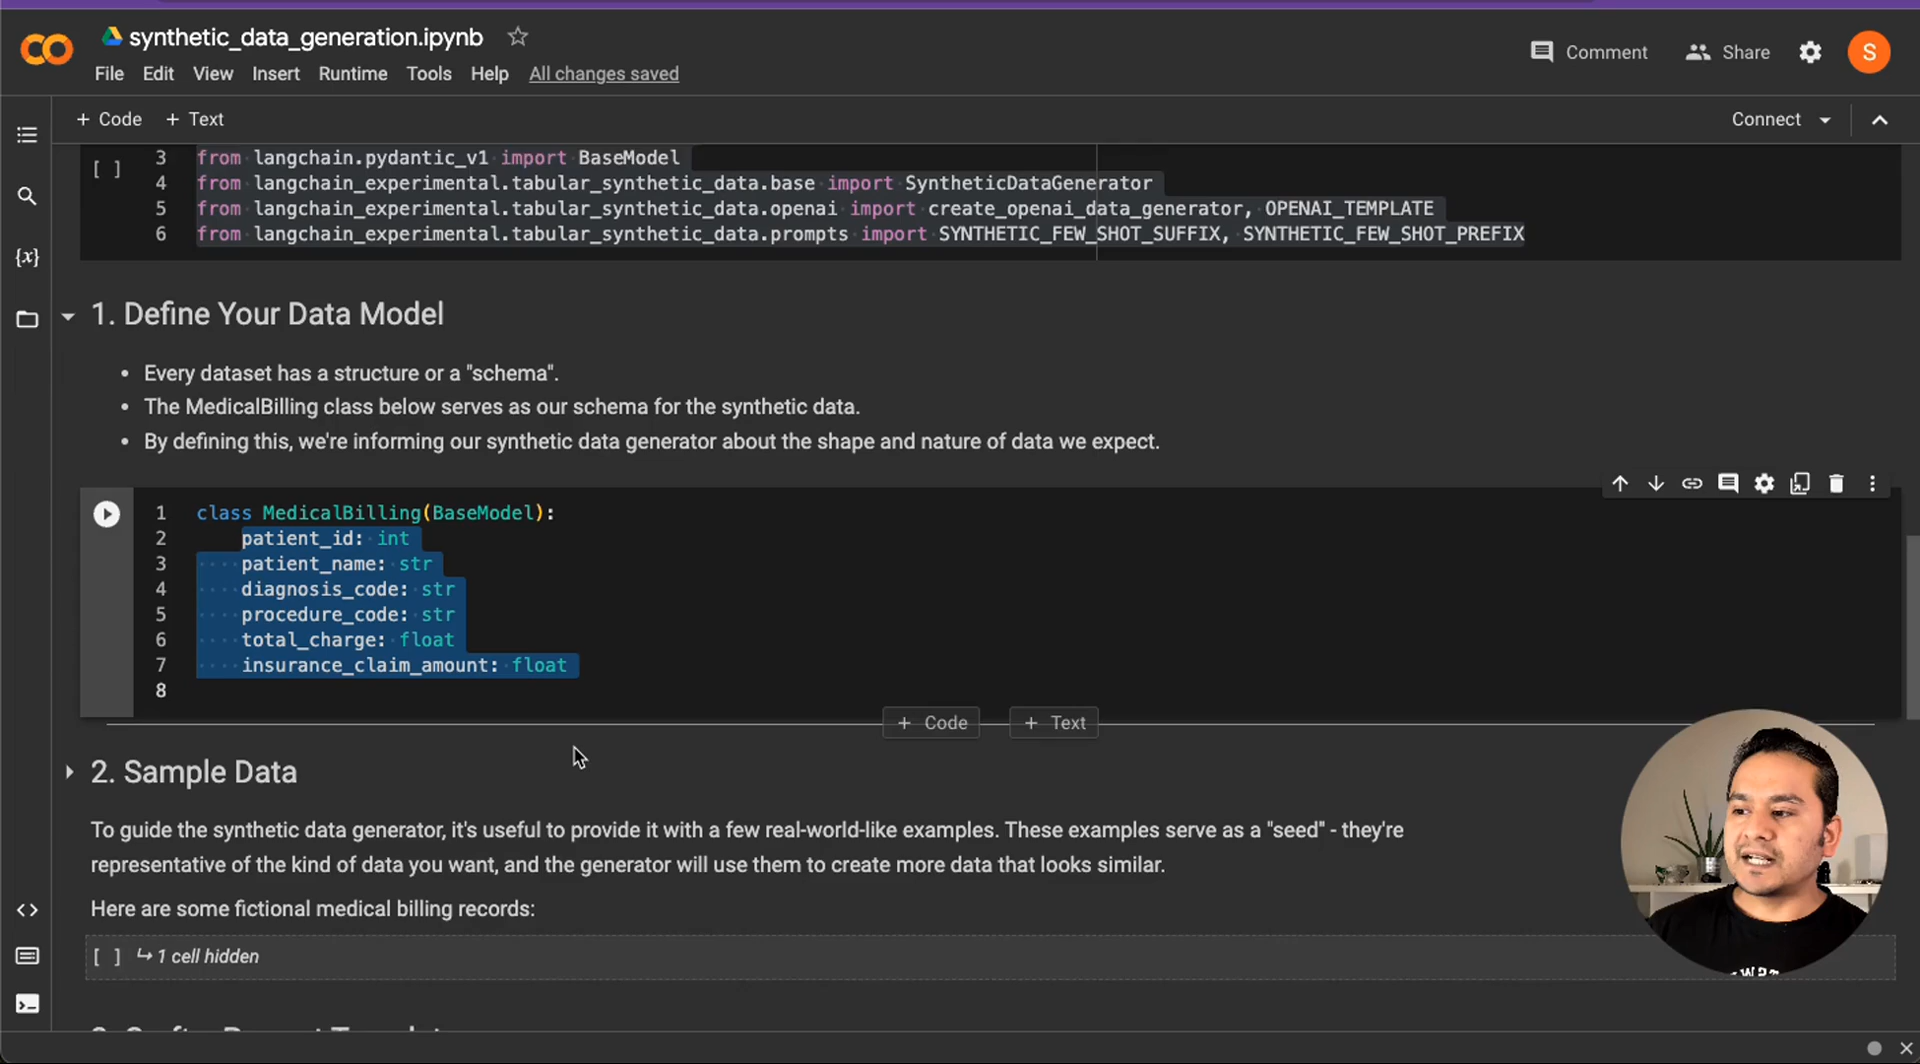 synthetic_data_generation.ipynb
Comment
Share
S
File Edit View Insert Runtime Tools Help All changes saved
+ Code + Text
Connect
[ ]
3 from langchain.pydantic_v1 import BaseModel
4 from langchain_experimental.tabular_synthetic_data.base import SyntheticDataGenerator
5 from langchain_experimental.tabular_synthetic_data.openai import create_openai_data_generator, OPENAI_TEMPLATE
6 from langchain_experimental.tabular_synthetic_data.prompts import SYNTHETIC_FEW_SHOT_SUFFIX, SYNTHETIC_FEW_SHOT_PREFIX
{x}
1. Define Your Data Model
• Every dataset has a structure or a "schema".
• The MedicalBilling class below serves as our schema for the synthetic data.
• By defining this, we're informing our synthetic data generator about the shape and nature of data we expect.
1 class MedicalBilling(BaseModel):
2 patient_id: int
3 patient_name: str
4 diagnosis_code: str
5 procedure_code: str
6 total_charge: float
7 insurance_claim_amount: float
8
+ Code + Text
2. Sample Data
To guide the synthetic data generator, it's useful to provide it with a few real-world-like examples. These examples serve as a "seed" - they're
representative of the kind of data you want, and the generator will use them to create more data that looks similar.
Here are some fictional medical billing records:
[ ] ↳ 1 cell hidden